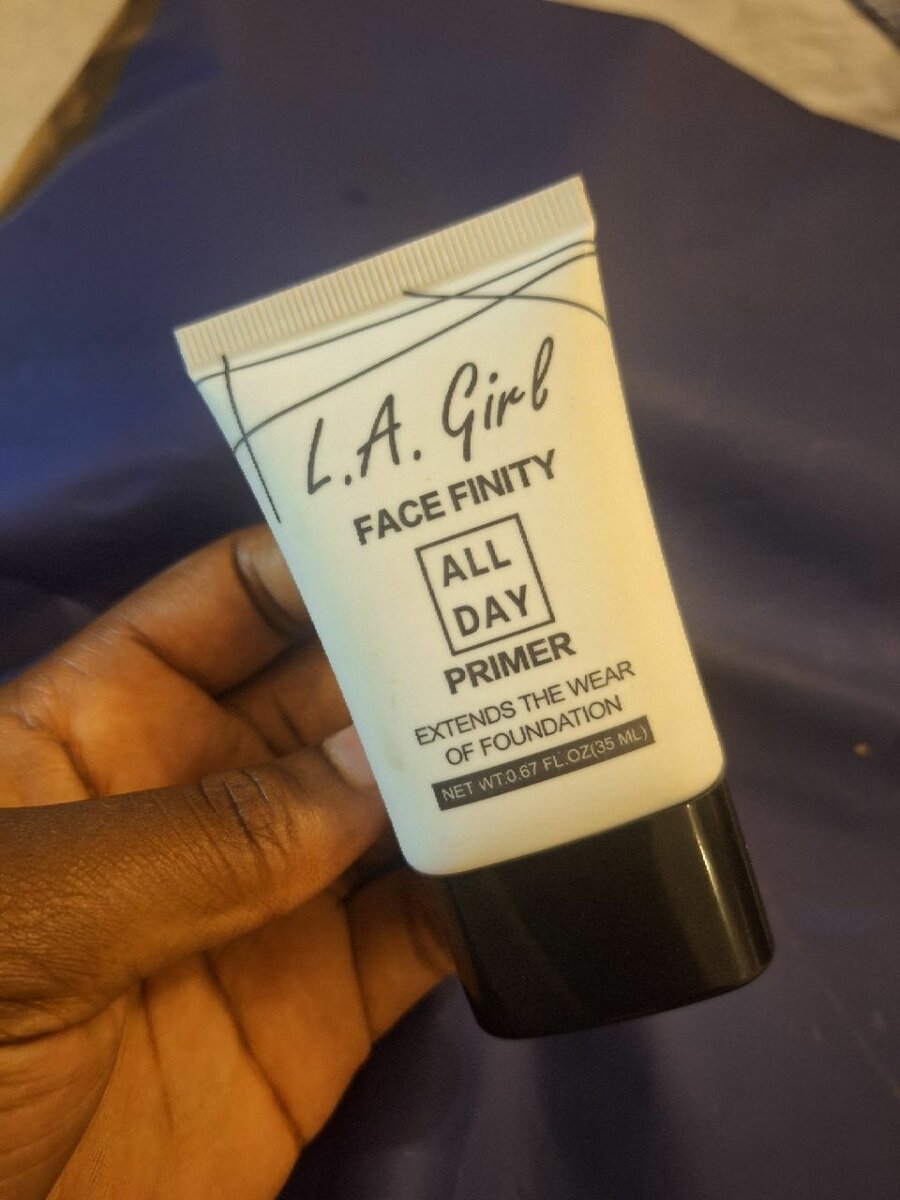 L.A. Girl
FACE FINITY
ALL
DAY
PRIMER
EXTENDS THE WEAR
OF FOUNDATION
NET WT.0.67 FL.OZ(35 ML)